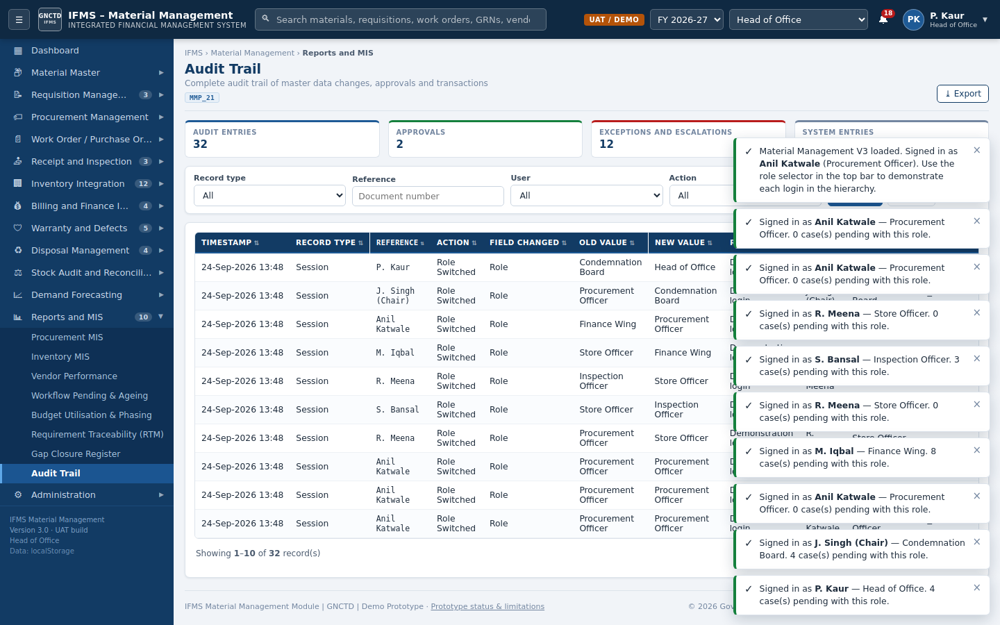 GNCTD
IFMS
IFMS – Material Management
INTEGRATED FINANCIAL MANAGEMENT SYSTEM
Search materials, requisitions, work orders, GRNs, vend
UAT / DEMO
FY 2026-27
Head of Office
18
PK
P. Kaur
Head of Office
Dashboard
Material Master
Requisition Manage... 3
Procurement Management
Work Order / Purchase Or...
Receipt and Inspection 3
Inventory Integration 12
Billing and Finance I... 4
Warranty and Defects 5
Disposal Management 4
Stock Audit and Reconcili...
Demand Forecasting
Reports and MIS 10
Procurement MIS
Inventory MIS
Vendor Performance
Workflow Pending & Ageing
Budget Utilisation & Phasing
Requirement Traceability (RTM)
Gap Closure Register
Audit Trail
Administration
IFMS Material Management
Version 3.0 · UAT build
Head of Office
Data: localStorage
IFMS › Material Management › Reports and MIS
Audit Trail
Complete audit trail of master data changes, approvals and transactions
MMP_21
Export
AUDIT ENTRIES
32
APPROVALS
2
EXCEPTIONS AND ESCALATIONS
12
SYSTEM ENTRIES
Record type
All
Reference
Document number
User
All
Action
All
TIMESTAMP RECORD TYPE REFERENCE ACTION FIELD CHANGED OLD VALUE NEW VALUE
24-Sep-2026 13:48 Session P. Kaur Role Switched Role Condemnation Board Head of Office
24-Sep-2026 13:48 Session J. Singh (Chair) Role Switched Role Procurement Officer Condemnation Board
24-Sep-2026 13:48 Session Anil Katwale Role Switched Role Finance Wing Procurement Officer
24-Sep-2026 13:48 Session M. Iqbal Role Switched Role Store Officer Finance Wing
24-Sep-2026 13:48 Session R. Meena Role Switched Role Inspection Officer Store Officer
24-Sep-2026 13:48 Session S. Bansal Role Switched Role Store Officer Inspection Officer
24-Sep-2026 13:48 Session R. Meena Role Switched Role Procurement Officer Store Officer Demonstration R.
24-Sep-2026 13:48 Session Anil Katwale Role Switched Role Procurement Officer Procurement Officer
24-Sep-2026 13:48 Session Anil Katwale Role Switched Role Procurement Officer Procurement Officer
24-Sep-2026 13:48 Session Anil Katwale Role Switched Role Procurement Officer Procurement Officer
Showing 1–10 of 32 record(s)
IFMS Material Management Module | GNCTD | Demo Prototype · Prototype status & limitations
© 2026
Material Management V3 loaded. Signed in as
Anil Katwale (Procurement Officer). Use the
role selector in the top bar to demonstrate
each login in the hierarchy.
Signed in as Anil Katwale — Procurement
Officer. 0 case(s) pending with this role.
Signed in as Anil Katwale — Procurement
Officer. 0 case(s) pending with this role.
Signed in as R. Meena — Store Officer. 0
case(s) pending with this role.
Signed in as S. Bansal — Inspection Officer. 3
case(s) pending with this role.
Signed in as R. Meena — Store Officer. 0
case(s) pending with this role.
Signed in as M. Iqbal — Finance Wing. 8
case(s) pending with this role.
Signed in as Anil Katwale — Procurement
Officer. 0 case(s) pending with this role.
Signed in as J. Singh (Chair) — Condemnation
Board. 4 case(s) pending with this role.
Signed in as P. Kaur — Head of Office. 4
case(s) pending with this role.